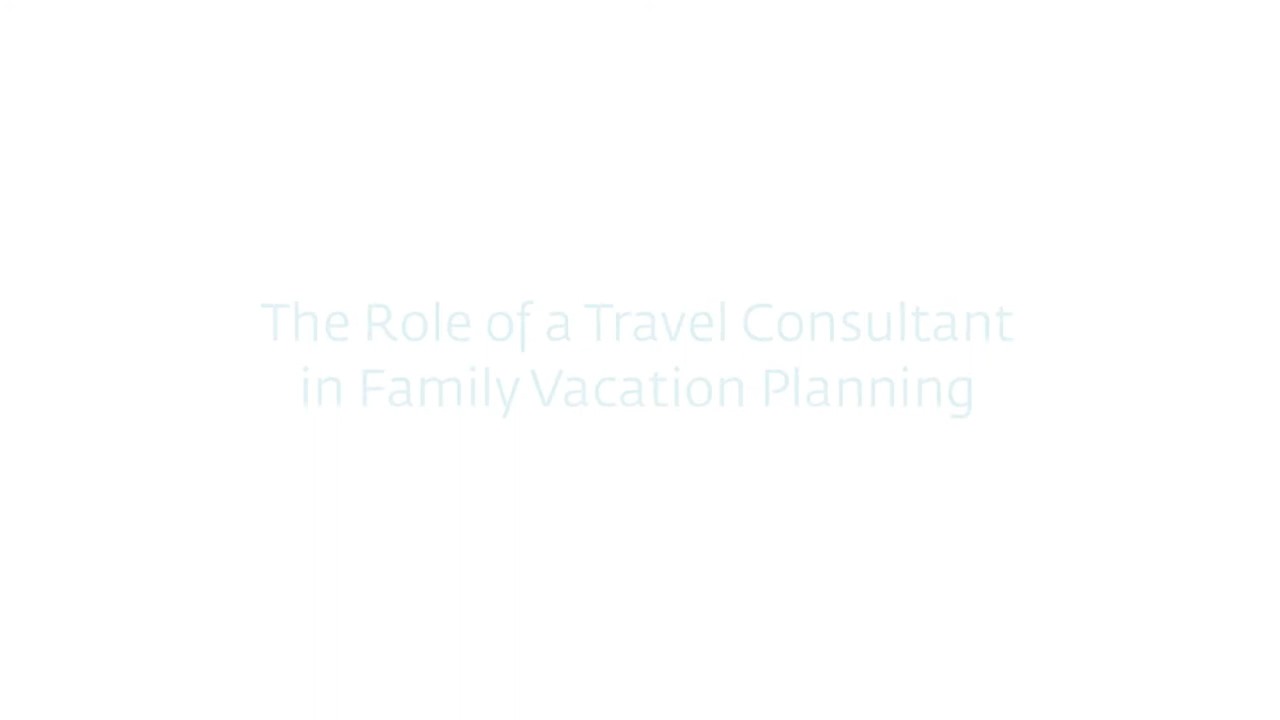 The Role of a Travel Consultant
in Family Vacation Planning